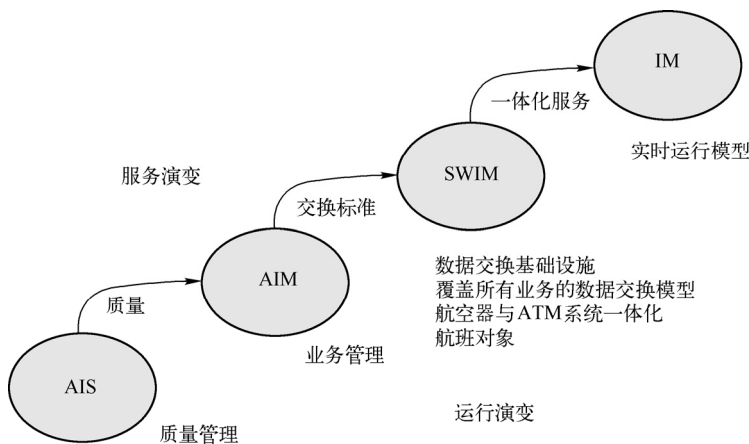 IM
一体化服务
实时运行模型
服务演变
SWIM
交换标准
数据交换基础设施
覆盖所有业务的数据交换模型
航空器与ATM系统一体化
航班对象
AIM
质量
业务管理
AIS
质量管理
运行演变